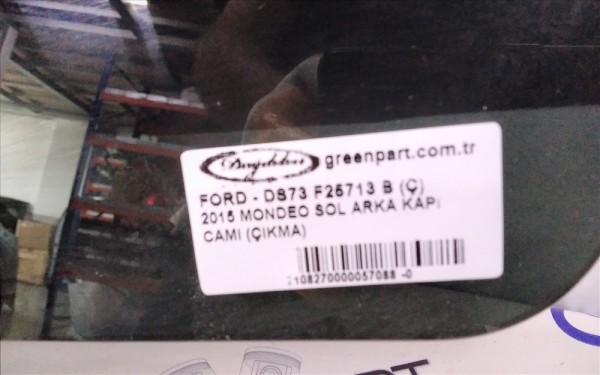 greenpart.com.tr
FORD - DS73 F25713 B (Ç)
2015 MONDEO SOL ARKA KAPI
CAMI (ÇIKMA)
2108270000057088 -0